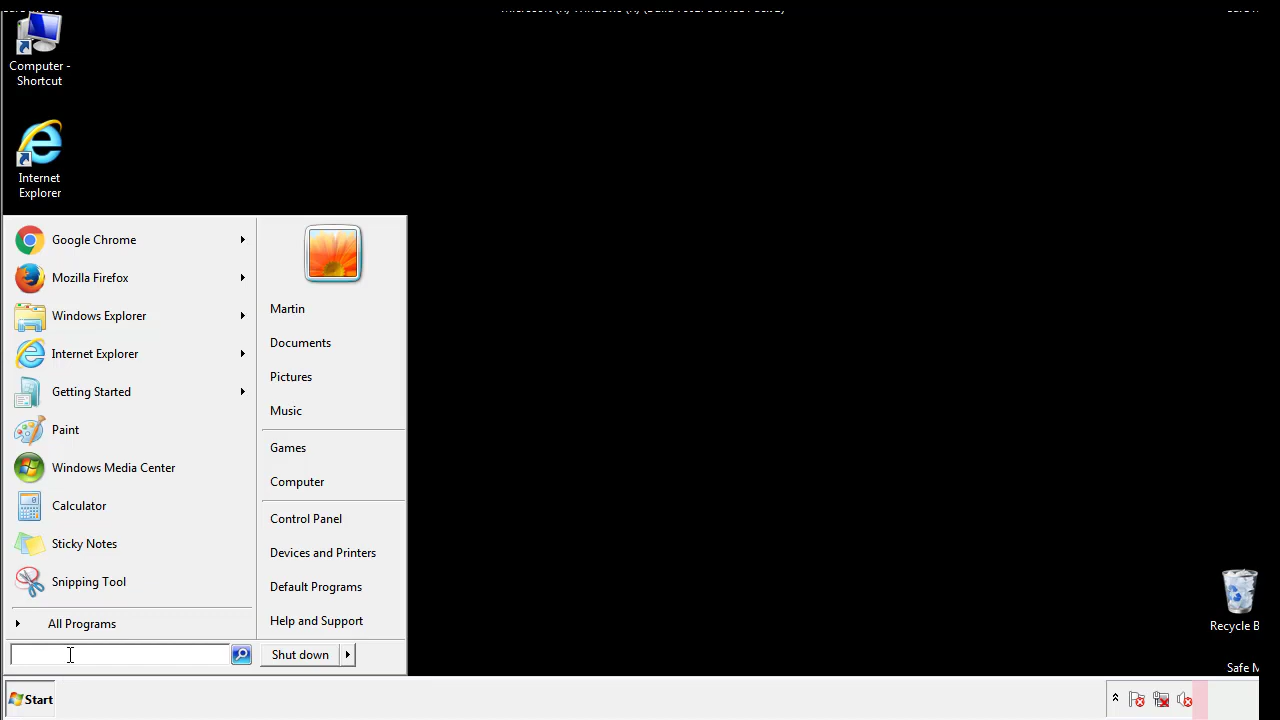 Computer -
Shortcut
Internet
Explorer
Google Chrome
Mozilla Firefox
Windows Explorer
Internet Explorer
Getting Started
Paint
Windows Media Center
Calculator
Sticky Notes
Snipping Tool
All Programs
Martin
Documents
Pictures
Music
Games
Computer
Control Panel
Devices and Printers
Default Programs
Help and Support
Shut down
Recycle B
Safe M
Start